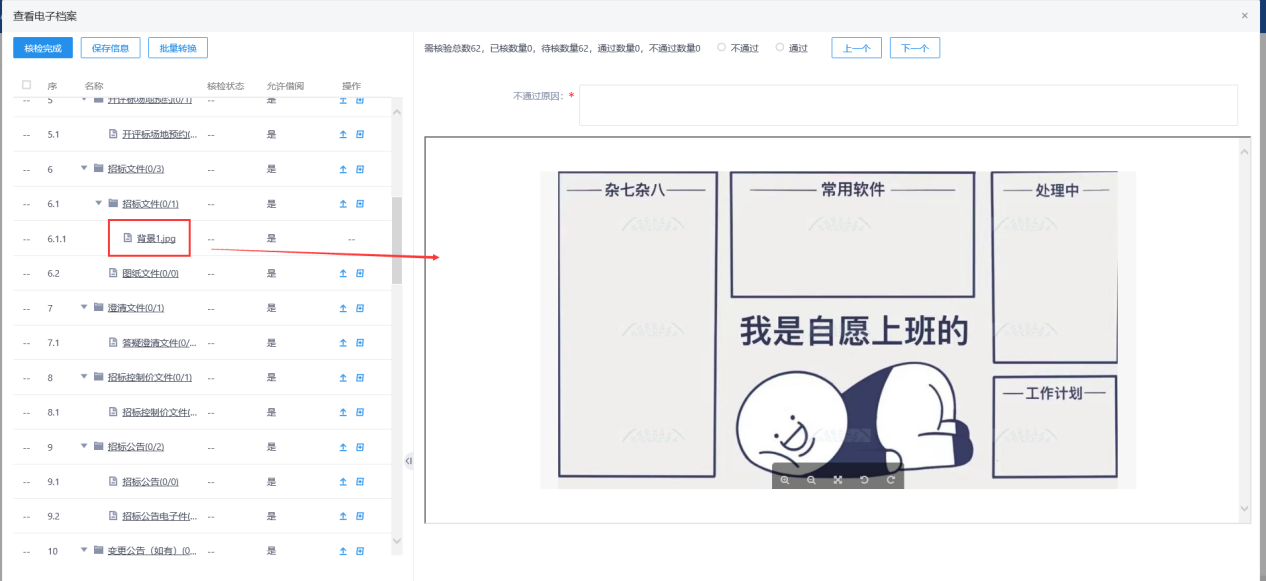 查看电子档案
×
核检完成 保存信息 批量转换
需核验总数62，已核数量0，待核数量62，通过数量0，不通过数量0 不通过 通过 上一个 下一个
序 名称 核检状态 允许借阅 操作
不通过原因： *
-- 5 开评标场地预约(0/1) -- 是
-- 5.1 开评标场地预约(... -- 是
-- 6 招标文件(0/3) -- 是
-- 6.1 招标文件(0/1) -- 是
-- 6.1.1 背景1.jpg -- 是 --
-- 6.2 图纸文件(0/0) -- 是
-- 7 澄清文件(0/1) -- 是
-- 7.1 答疑澄清文件(0/... -- 是
-- 8 招标控制价文件(0/1) -- 是
-- 8.1 招标控制价文件(... -- 是
-- 9 招标公告(0/2) -- 是
-- 9.1 招标公告(0/0) -- 是
-- 9.2 招标公告电子件(... -- 是
-- 10 变更公告（如有）(0... -- 是
杂七杂八
常用软件
处理中
我是自愿上班的
工作计划